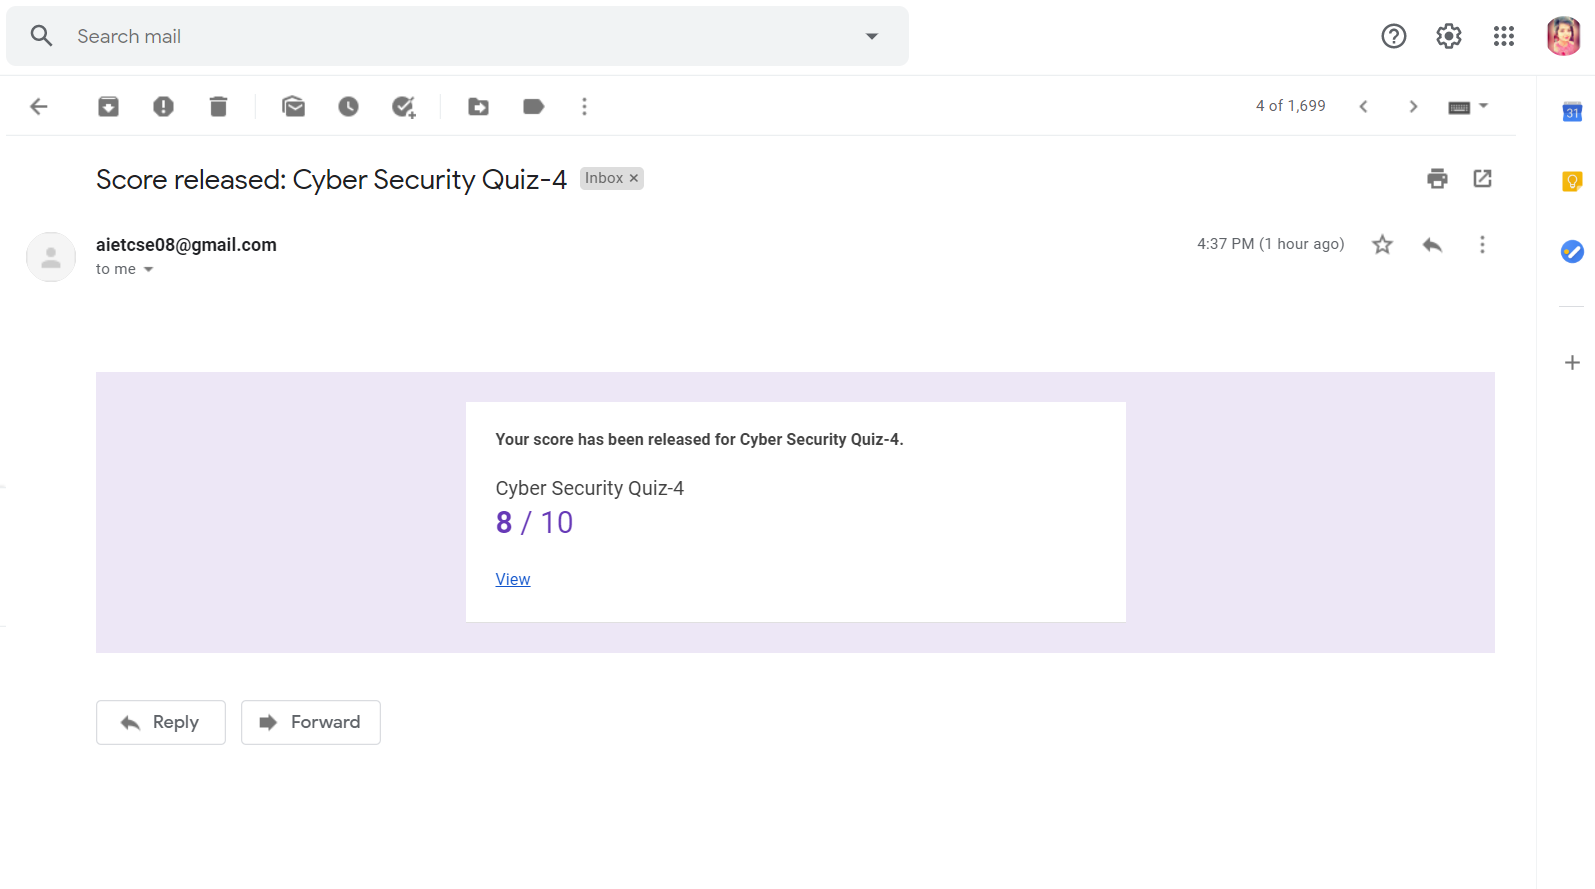 Search mail
4 of 1,699
31
Score released: Cyber Security Quiz-4
Inbox ×
aietcse08@gmail.com
4:37 PM (1 hour ago)
to me
Your score has been released for Cyber Security Quiz-4.
Cyber Security Quiz-4
8 / 10
View
Reply
Forward